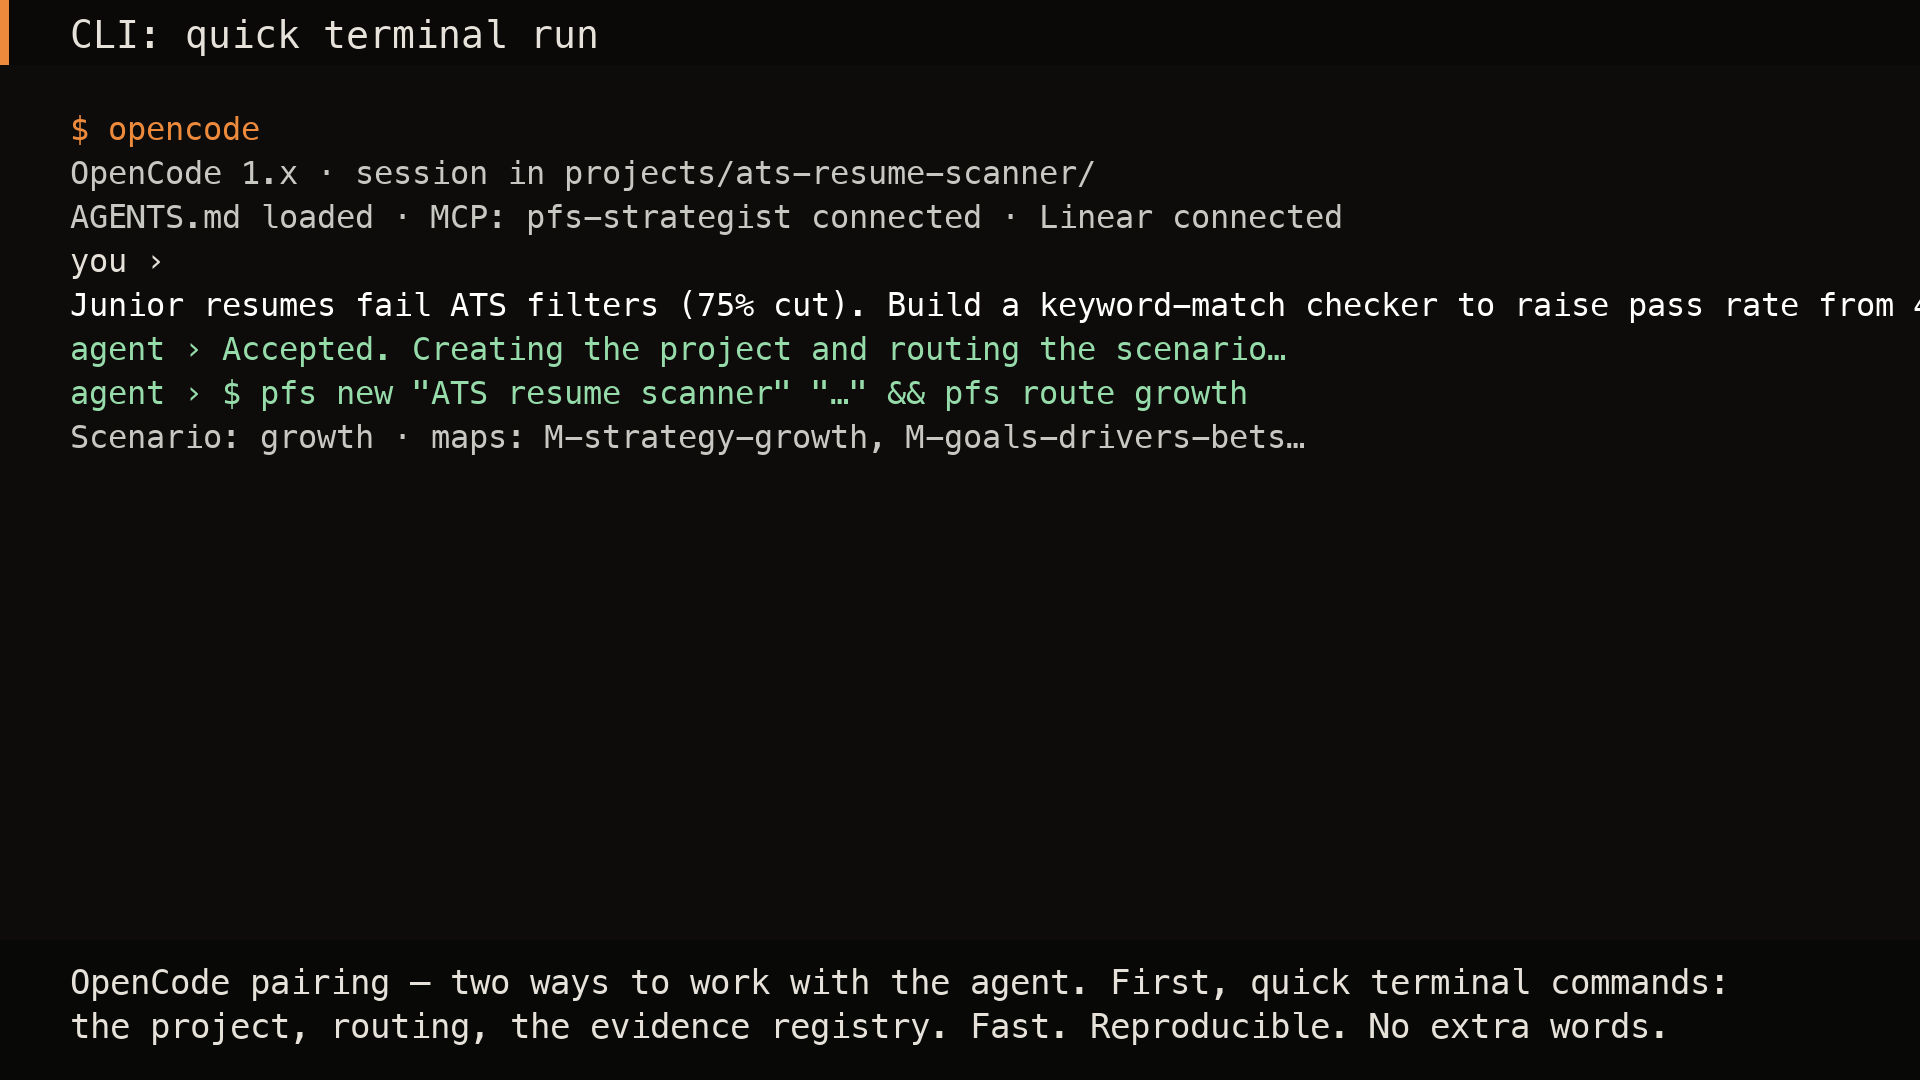 CLI: quick terminal run
$ opencode
OpenCode 1.x · session in projects/ats-resume-scanner/
AGENTS.md loaded · MCP: pfs-strategist connected · Linear connected
you ›
Junior resumes fail ATS filters (75% cut). Build a keyword-match checker to raise pass rate from
agent › Accepted. Creating the project and routing the scenario…
agent › $ pfs new "ATS resume scanner" "…" && pfs route growth
Scenario: growth · maps: M-strategy-growth, M-goals-drivers-bets…
OpenCode pairing — two ways to work with the agent. First, quick terminal commands:
the project, routing, the evidence registry. Fast. Reproducible. No extra words.